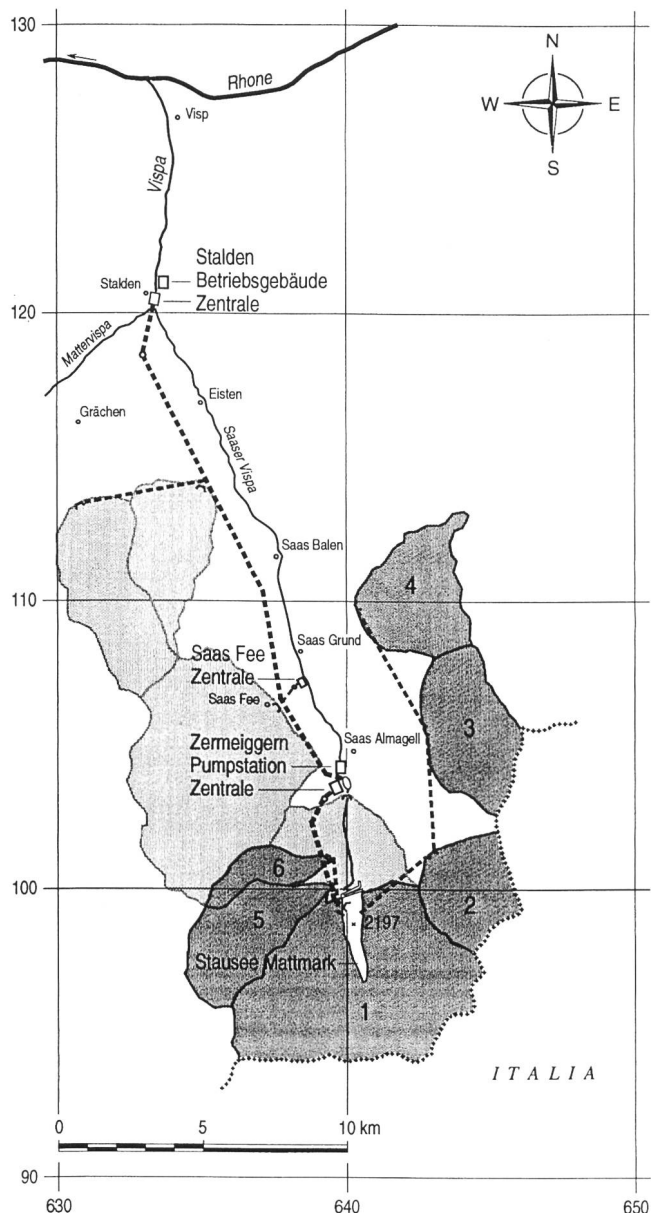 130
N
W
E
S
Rhone
Visp
Vispa
Stalden
Betriebsgebäude
Zentrale
Stalden
120
Mattervispa
Eisten
Grächen
Saaser Vispa
Saas Balen
4
110
Saas Grund
Saas Fee
Zentrale
Saas Fee
3
Saas Almagell
Zermeiggern
Pumpstation
Zentrale
6
100
2
5
2197
Stausee Mattmark
1
ITALIA
0 5 10 km
90
630 640 650